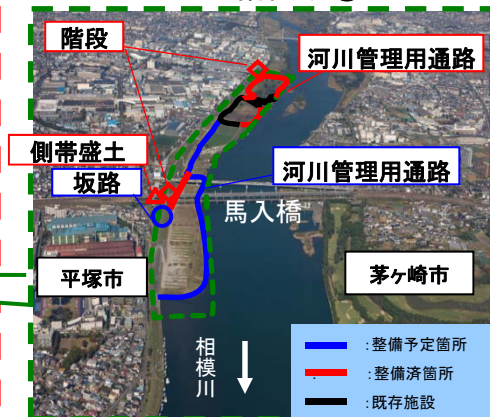 階段
河川管理用通路
側帯盛土
坂路
河川管理用通路
馬入橋
平塚市
茅ヶ崎市
相模川
:整備予定箇所
:整備済箇所
:既存施設